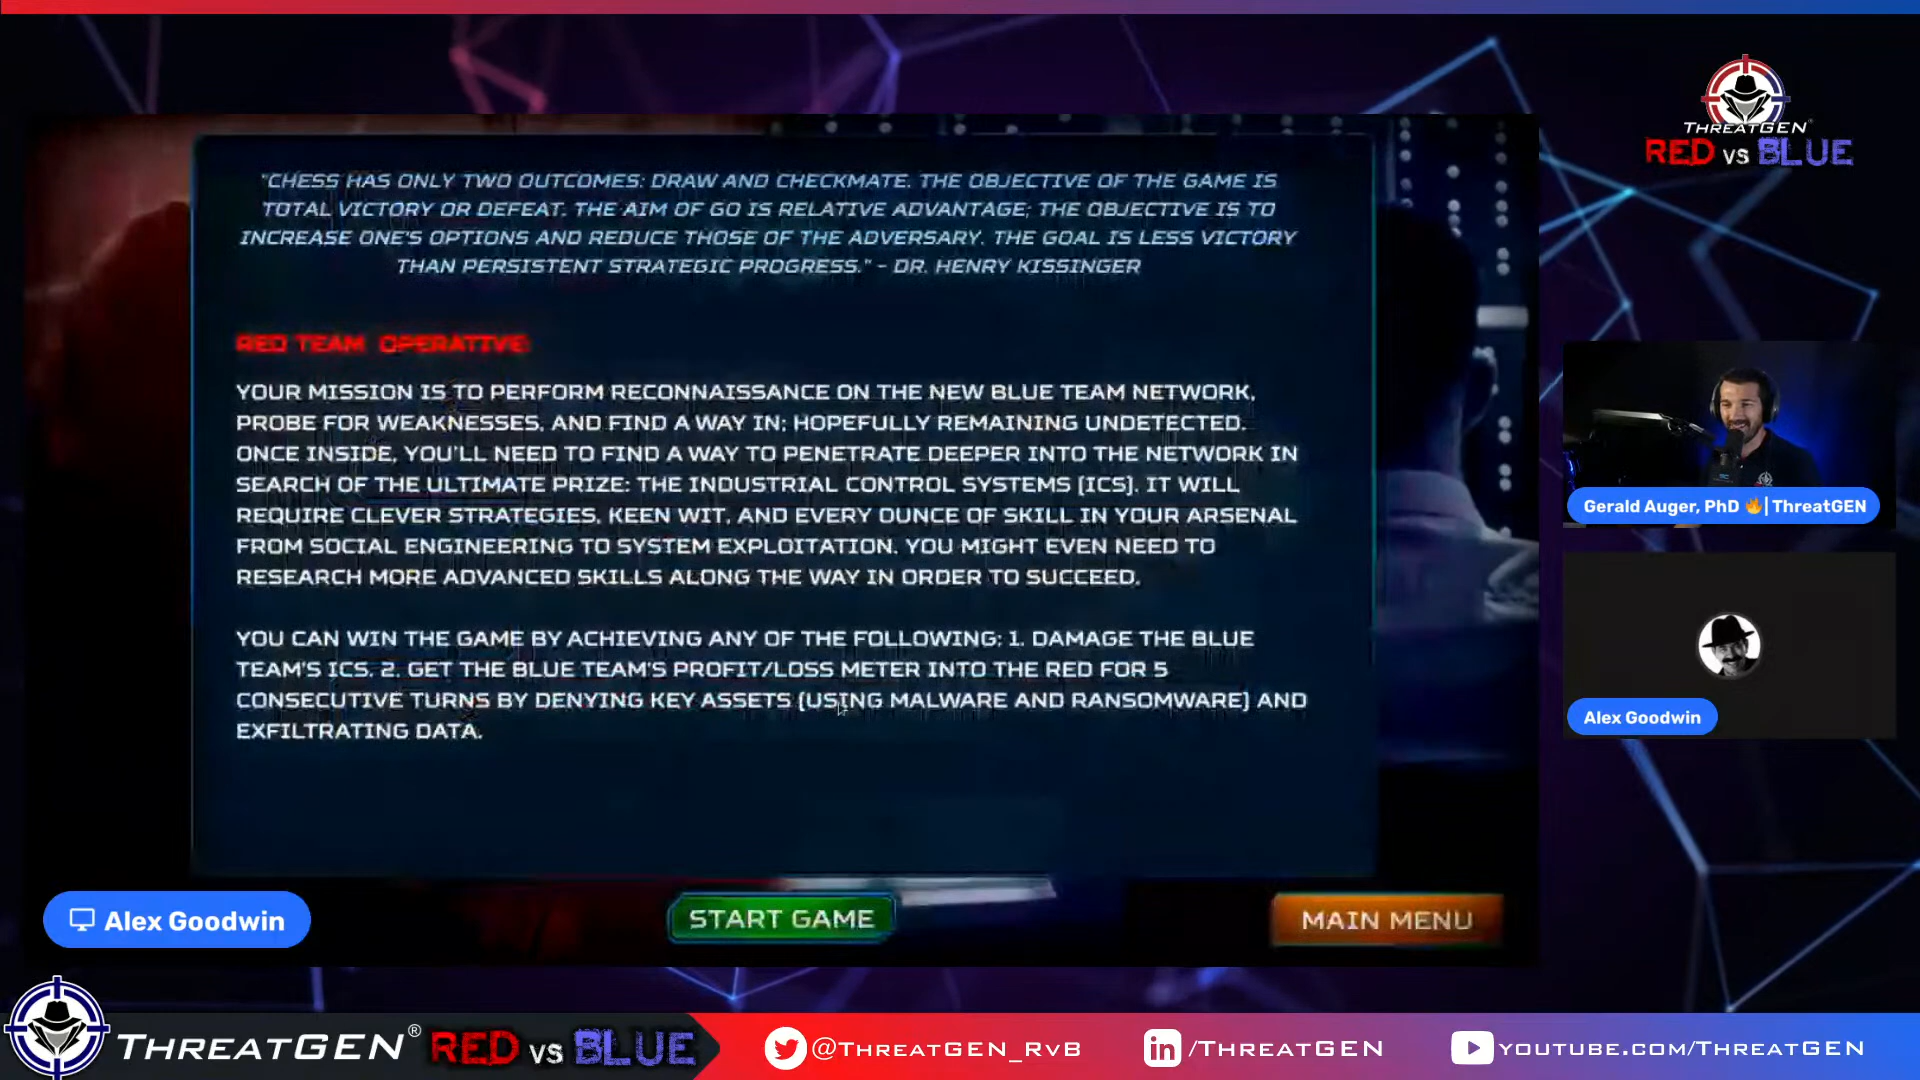 THREATGEN®
RED VS BLUE
"CHESS HAS ONLY TWO OUTCOMES: DRAW AND CHECKMATE. THE OBJECTIVE OF THE GAME IS
TOTAL VICTORY OR DEFEAT. THE AIM OF GO IS RELATIVE ADVANTAGE; THE OBJECTIVE IS TO
INCREASE ONE'S OPTIONS AND REDUCE THOSE OF THE ADVERSARY. THE GOAL IS LESS VICTORY
THAN PERSISTENT STRATEGIC PROGRESS." - DR. HENRY KISSINGER
RED TEAM OPERATIVE:
YOUR MISSION IS TO PERFORM RECONNAISSANCE ON THE NEW BLUE TEAM NETWORK,
PROBE FOR WEAKNESSES, AND FIND A WAY IN; HOPEFULLY REMAINING UNDETECTED.
ONCE INSIDE, YOU'LL NEED TO FIND A WAY TO PENETRATE DEEPER INTO THE NETWORK IN
SEARCH OF THE ULTIMATE PRIZE: THE INDUSTRIAL CONTROL SYSTEMS (ICS). IT WILL
REQUIRE CLEVER STRATEGIES, KEEN WIT, AND EVERY OUNCE OF SKILL IN YOUR ARSENAL
FROM SOCIAL ENGINEERING TO SYSTEM EXPLOITATION. YOU MIGHT EVEN NEED TO
RESEARCH MORE ADVANCED SKILLS ALONG THE WAY IN ORDER TO SUCCEED.
YOU CAN WIN THE GAME BY ACHIEVING ANY OF THE FOLLOWING: 1. DAMAGE THE BLUE
TEAM'S ICS. 2. GET THE BLUE TEAM'S PROFIT/LOSS METER INTO THE RED FOR 5
CONSECUTIVE TURNS BY DENYING KEY ASSETS (USING MALWARE AND RANSOMWARE) AND
EXFILTRATING DATA.
Gerald Auger, PhD 🔥| ThreatGEN
Alex Goodwin
Alex Goodwin
START GAME
MAIN MENU
THREATGEN® RED VS BLUE
@THREATGEN_RVB
/THREATGEN
YOUTUBE.COM/THREATGEN